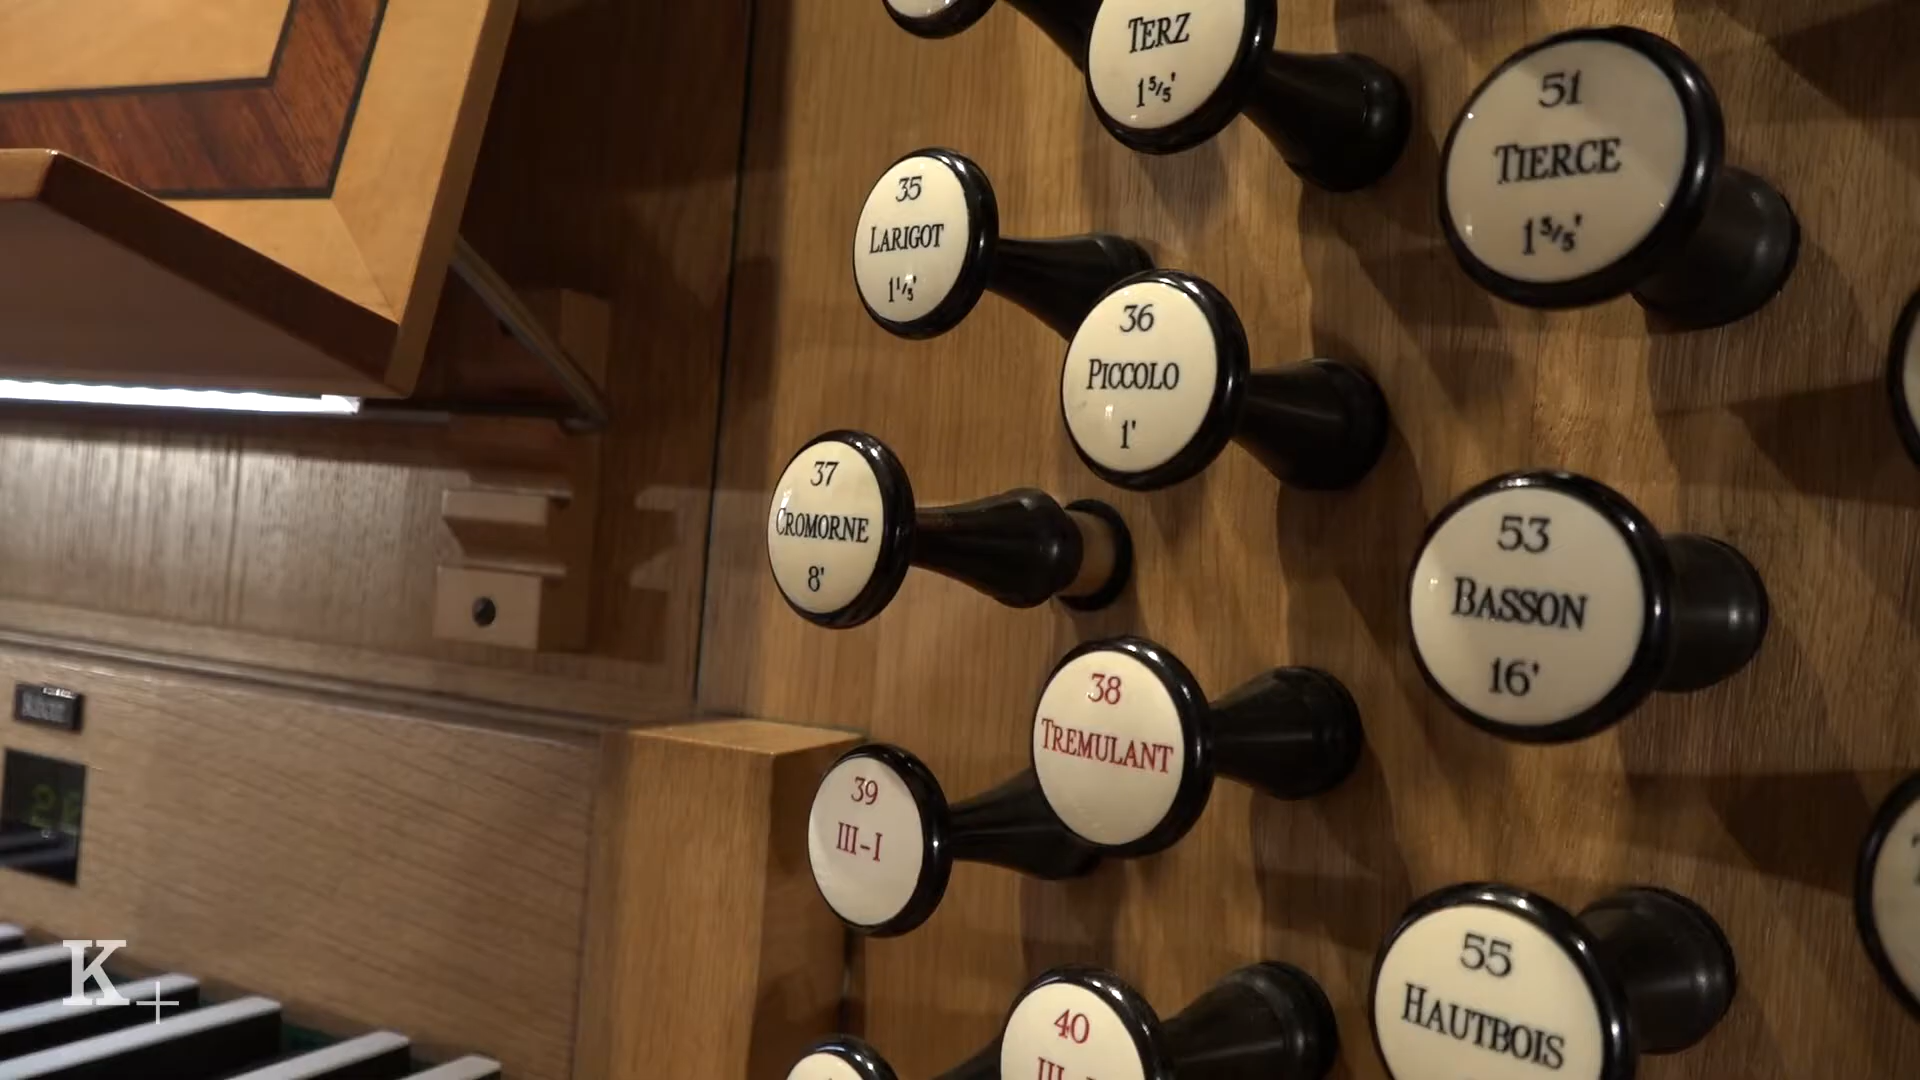 TERZ
1 3/5'
51
TIERCE
1 3/5'
35
LARIGOT
1 1/3'
36
PICCOLO
1'
37
CROMORNE
8'
53
BASSON
16'
38
TREMULANT
39
III-I
40
55
HAUTBOIS
K+